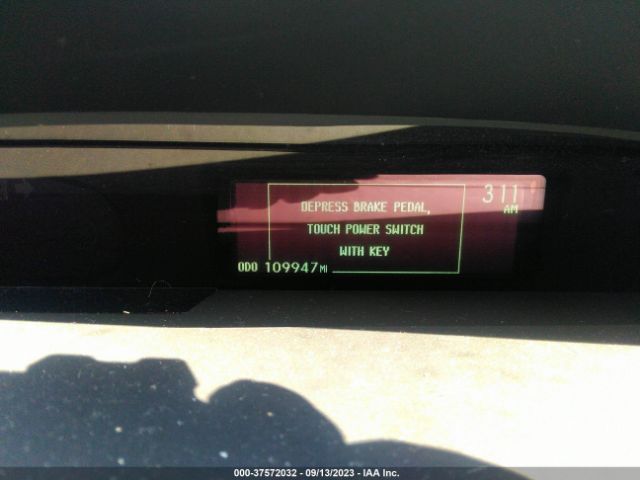 311
AM
DEPRESS BRAKE PEDAL,
TOUCH POWER SWITCH
WITH KEY
ODO 109947 MI
000-37572032 - 09/13/2023 - IAA Inc.